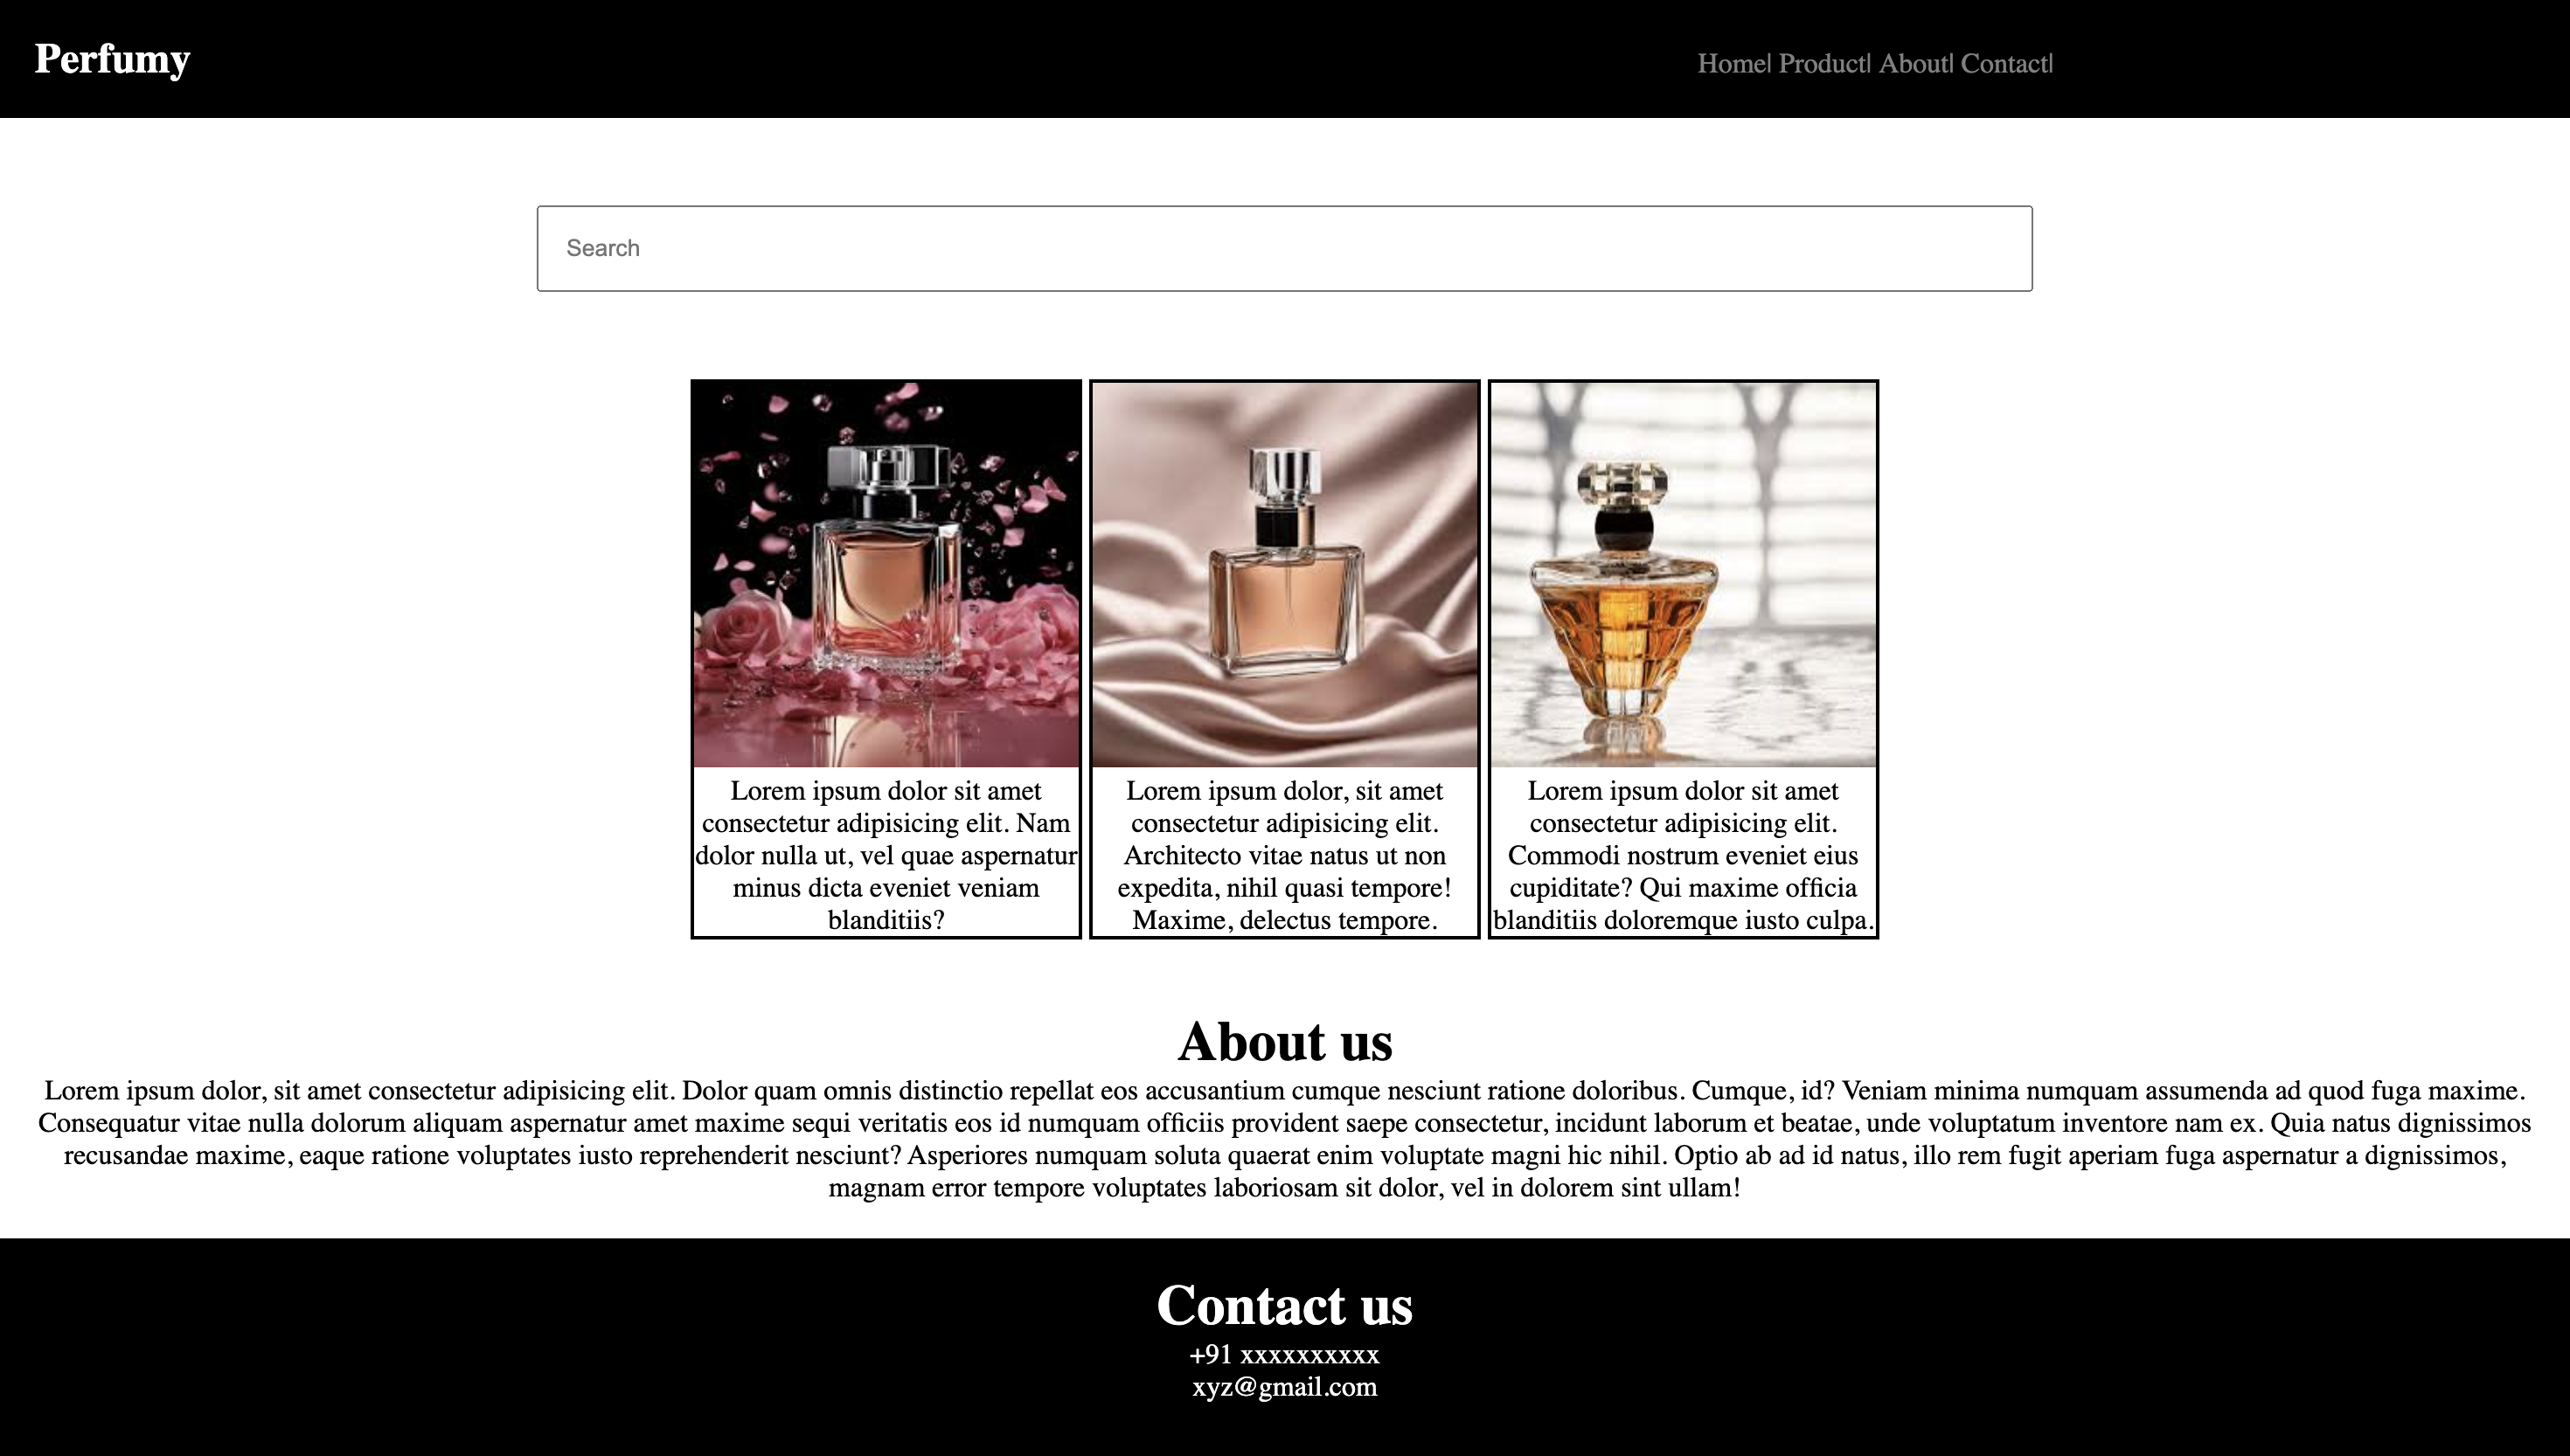 Perfumy
Home| Product| About| Contact|
Search
Lorem ipsum dolor sit amet
consectetur adipisicing elit. Nam
dolor nulla ut, vel quae aspernatur
minus dicta eveniet veniam
blanditiis?
Lorem ipsum dolor, sit amet
consectetur adipisicing elit.
Architecto vitae natus ut non
expedita, nihil quasi tempore!
Maxime, delectus tempore.
Lorem ipsum dolor sit amet
consectetur adipisicing elit.
Commodi nostrum eveniet eius
cupiditate? Qui maxime officia
blanditiis doloremque iusto culpa.
About us
Lorem ipsum dolor, sit amet consectetur adipisicing elit. Dolor quam omnis distinctio repellat eos accusantium cumque nesciunt ratione doloribus. Cumque, id? Veniam minima numquam assumenda ad quod fuga maxime.
Consequatur vitae nulla dolorum aliquam aspernatur amet maxime sequi veritatis eos id numquam officiis provident saepe consectetur, incidunt laborum et beatae, unde voluptatum inventore nam ex. Quia natus dignissimos
recusandae maxime, eaque ratione voluptates iusto reprehenderit nesciunt? Asperiores numquam soluta quaerat enim voluptate magni hic nihil. Optio ab ad id natus, illo rem fugit aperiam fuga aspernatur a dignissimos,
magnam error tempore voluptates laboriosam sit dolor, vel in dolorem sint ullam!
Contact us
+91 xxxxxxxxxx
xyz@gmail.com